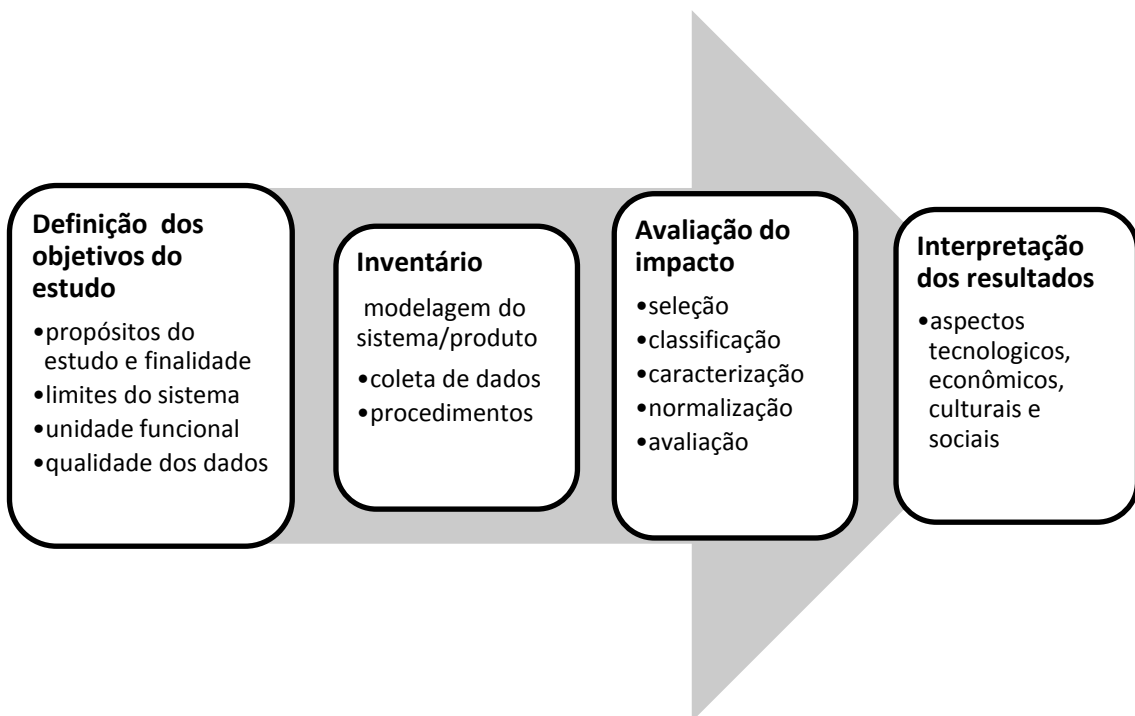 Definição dos
objetivos do
estudo
•propósitos do
estudo e finalidade
•limites do sistema
•unidade funcional
•qualidade dos dados
Inventário
modelagem do
sistema/produto
•coleta de dados
•procedimentos
Avaliação do
impacto
•seleção
•classificação
•caracterização
•normalização
•avaliação
Interpretação
dos resultados
•aspectos
tecnologicos,
econômicos,
culturais e
sociais